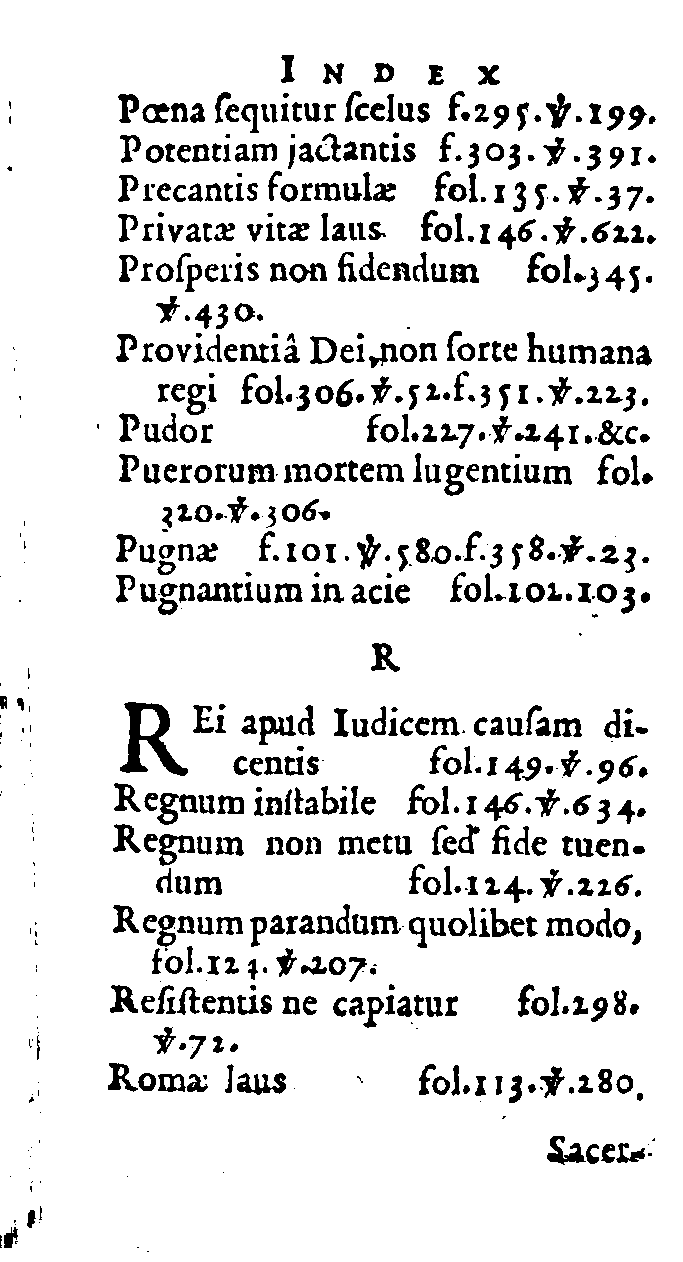 INDEX
Pœna ſequitur ſcelus f.295.℣.199.
Potentiam jactantis f.303.℣.391.
Precantis formulæ fol.135.℣.37.
Privatæ vitæ laus fol.146.℣.622.
Proſperis non fidendum fol.345.
℣.430.
Providentiâ Dei, non ſorte humana
regi fol.306.℣.52.f.351.℣.223.
Pudor fol.227.℣.241.&c.
Puerorum mortem lugentium fol.
320.℣.306.
Pugnæ f.101.℣.580.f.358.℣.23.
Pugnantium in acie fol.102.103.
R
REi apud Iudicem cauſam di-
centis fol.149.℣.96.
Regnum inſtabile fol.146.℣.634.
Regnum non metu ſed fide tuen-
dum fol.124.℣.226.
Regnum parandum quolibet modo,
fol.124.℣.207.
Reſiſtentis ne capiatur fol.298.
℣.72.
Romæ laus fol.113.℣.280.
Sacer-